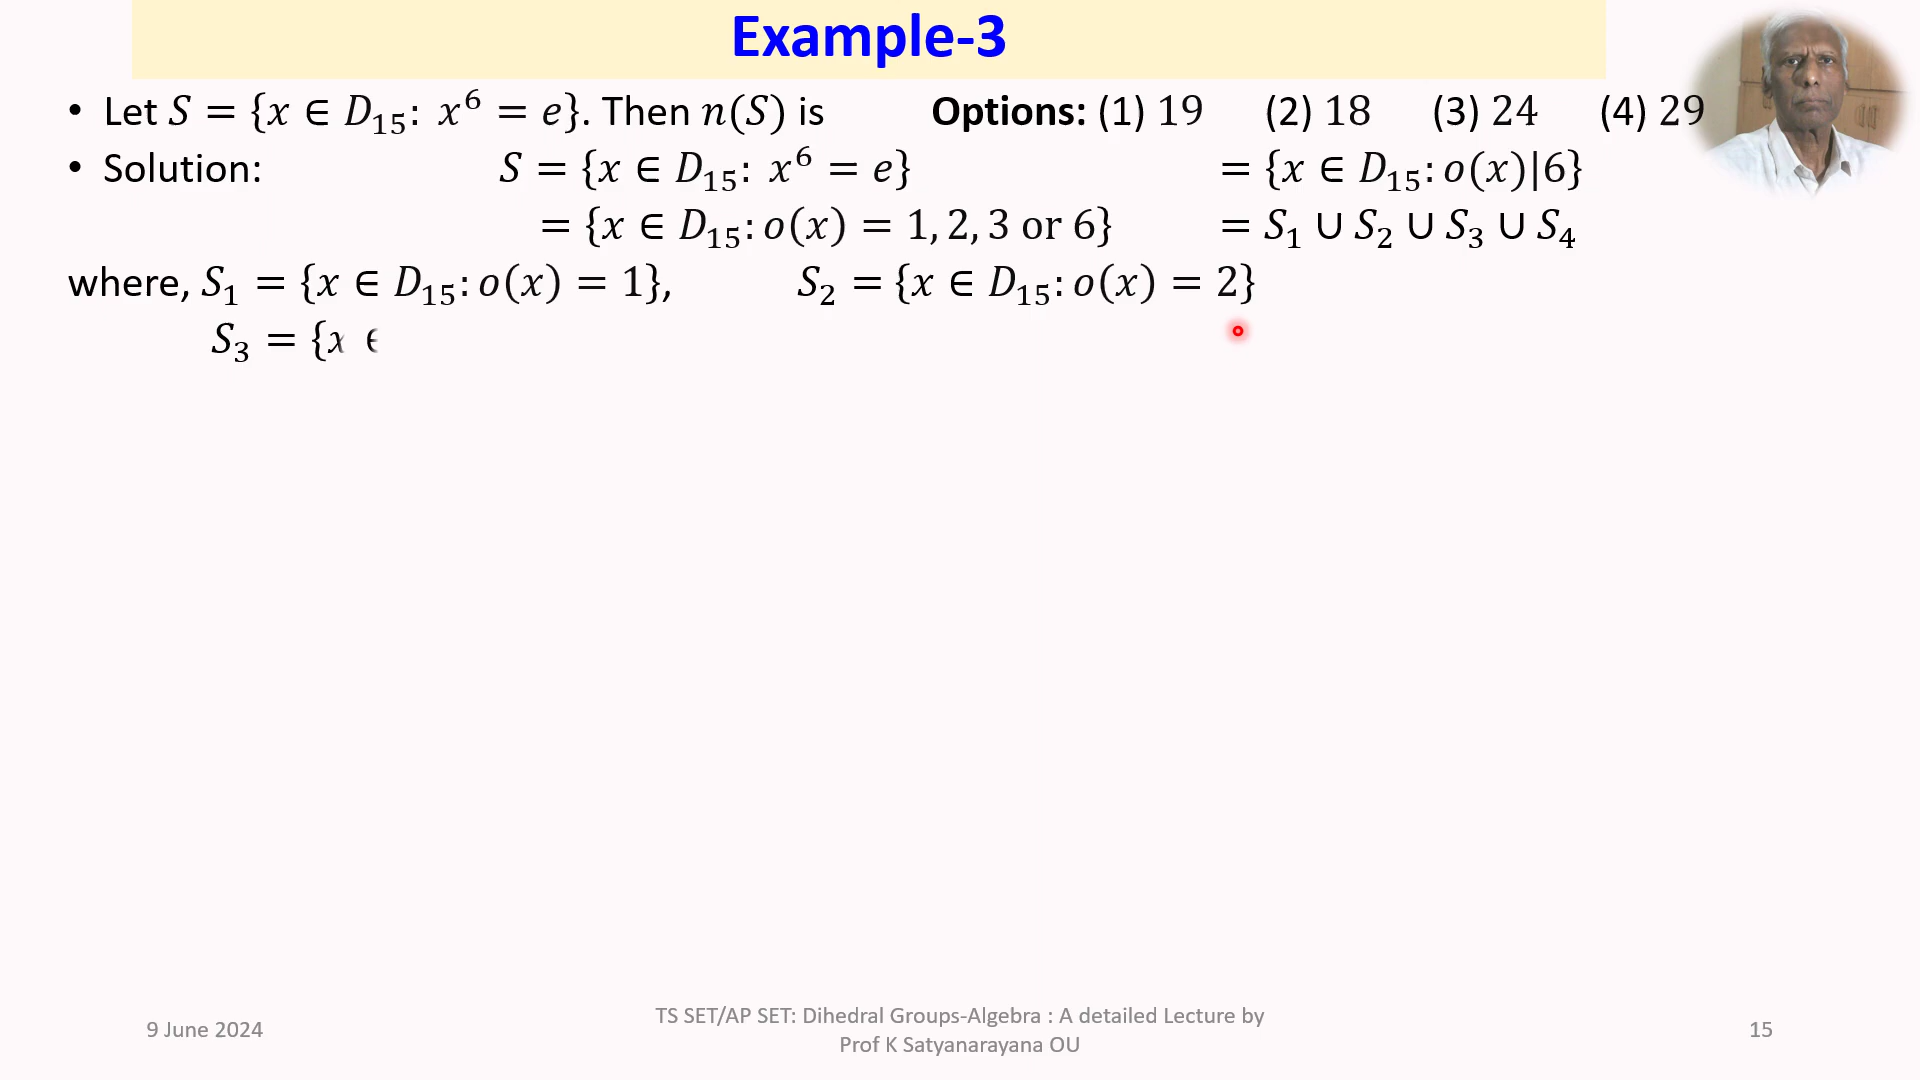 Example-3
• Let S = {x ∈ D₁₅: x⁶ = e}. Then n(S) is Options: (1) 19 (2) 18 (3) 24 (4) 29
• Solution: S = {x ∈ D₁₅: x⁶ = e} = {x ∈ D₁₅: o(x)|6}
= {x ∈ D₁₅: o(x) = 1, 2, 3 or 6} = S₁ ∪ S₂ ∪ S₃ ∪ S₄
where, S₁ = {x ∈ D₁₅: o(x) = 1}, S₂ = {x ∈ D₁₅: o(x) = 2}
S₃ = {x ∈
9 June 2024
TS SET/AP SET: Dihedral Groups-Algebra : A detailed Lecture by
Prof K Satyanarayana OU
15